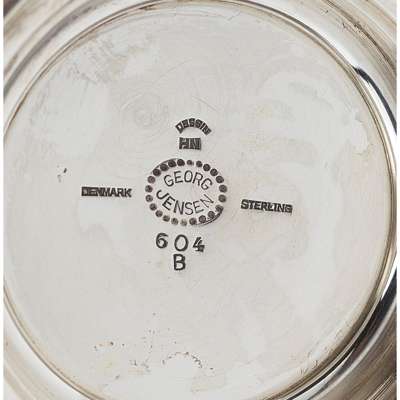 DESSIN
HN
GEORG
JENSEN
DENMARK
STERLING
604
B